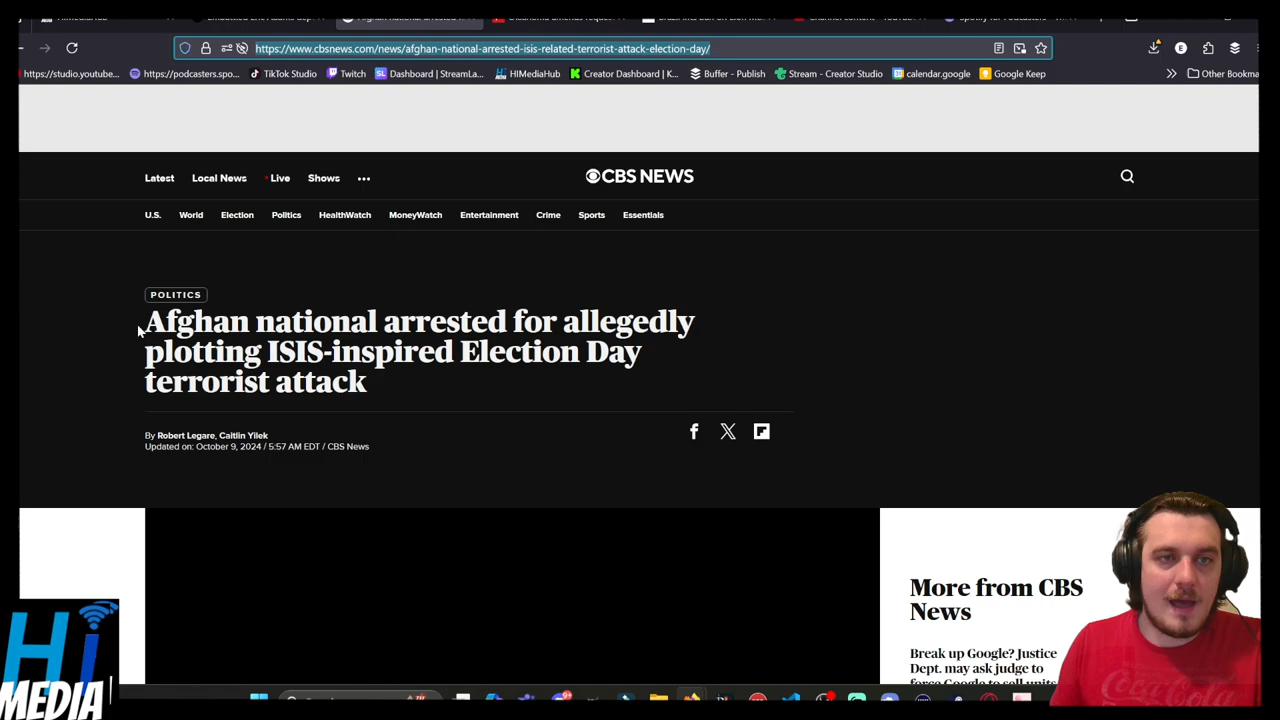 https://www.cbsnews.com/news/afghan-national-arrested-isis-related-terrorist-attack-election-day/
https://studio.youtube... https://podcasters.spo... TikTok Studio Twitch Dashboard | StreamLa... HIMediaHub Creator Dashboard | K... Buffer - Publish Stream - Creator Studio calendar.google Google Keep Other Bookma
CBS NEWS
Latest Local News Live Shows
U.S. World Election Politics HealthWatch MoneyWatch Entertainment Crime Sports Essentials
POLITICS
Afghan national arrested for allegedly
plotting ISIS-inspired Election Day
terrorist attack
By Robert Legare, Caitlin Yilek
Updated on: October 9, 2024 / 5:57 AM EDT / CBS News
More from CBS
News
Break up Google? Justice
Dept. may ask judge to
force Google to sell units
Hi
MEDIA
Coca-Cola